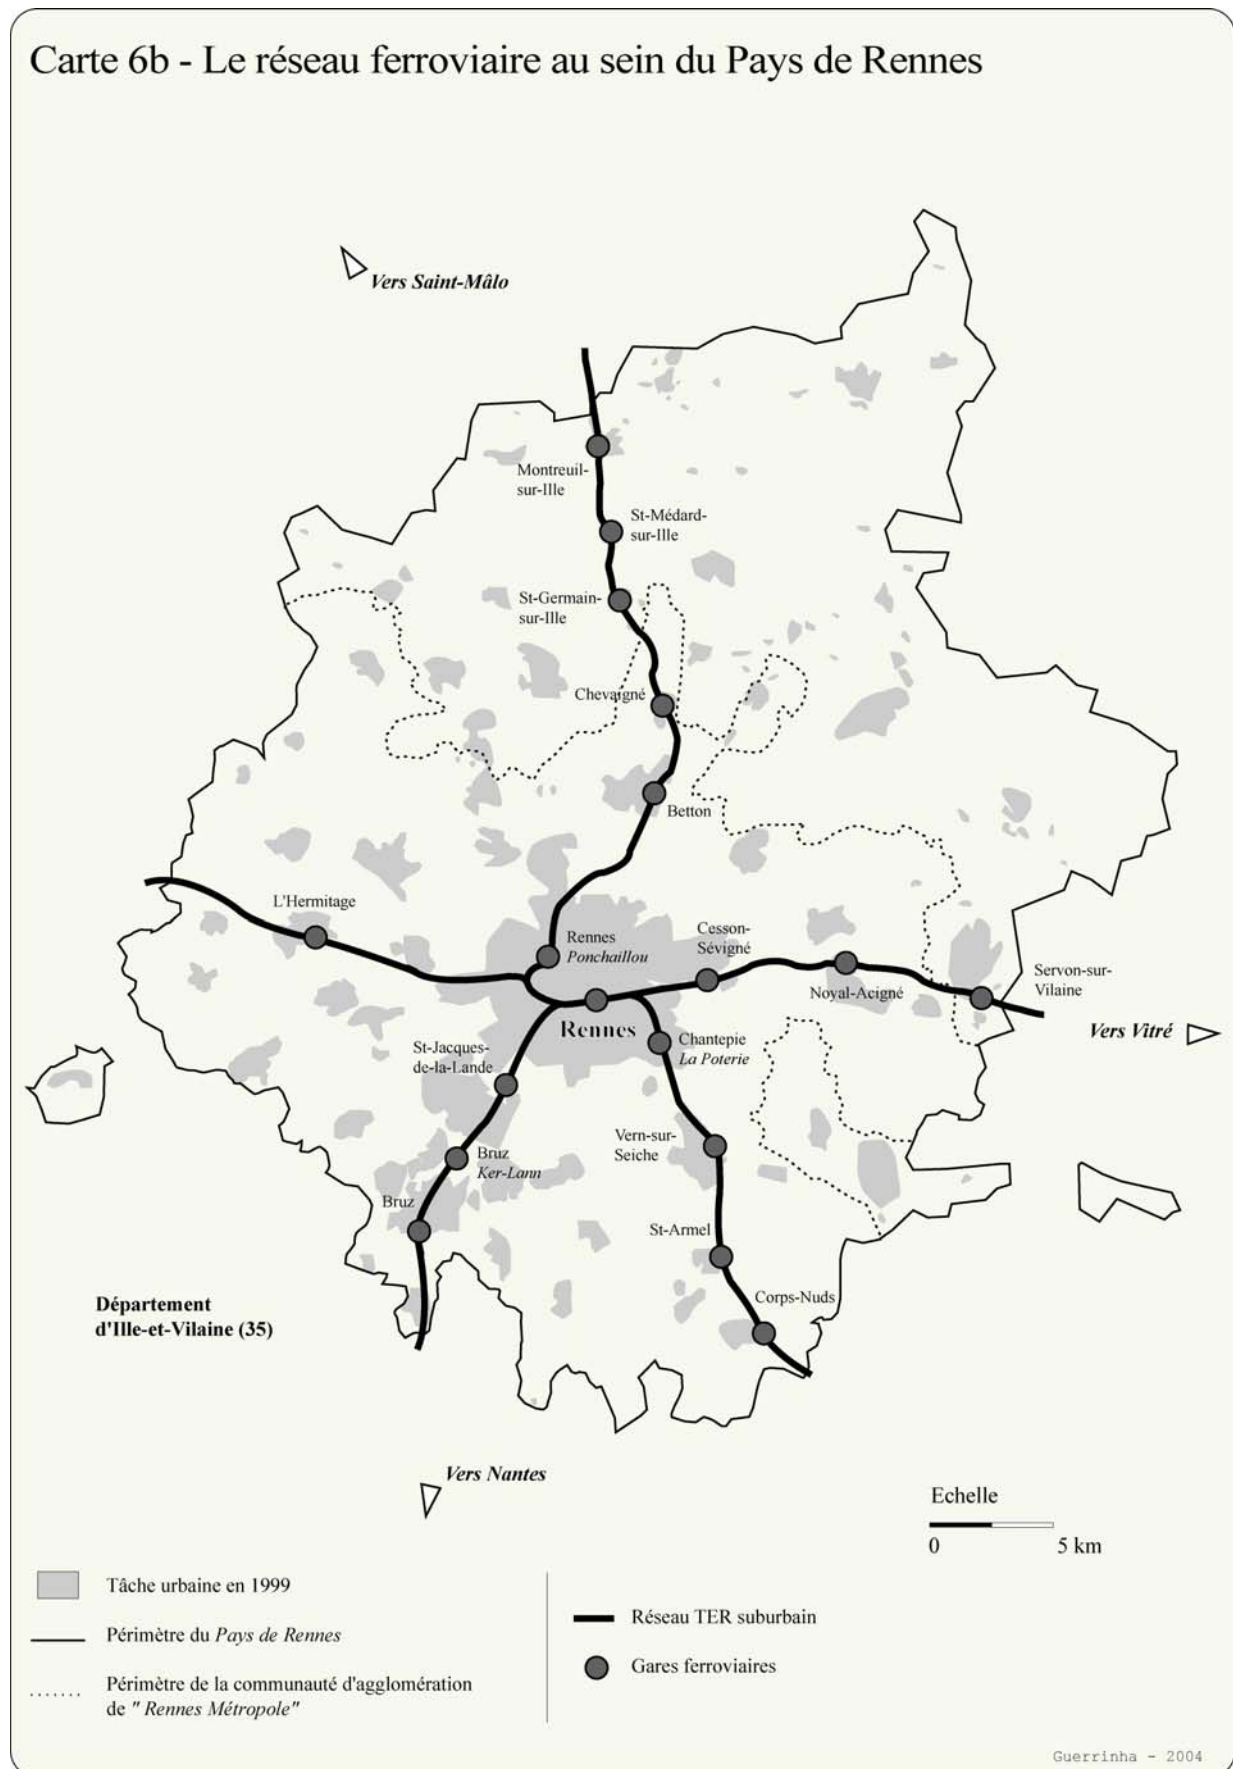 Carte 6b - Le réseau ferroviaire au sein du Pays de Rennes
Vers Saint-Mâlo
Montreuil-
sur-Ille
St-Médard-
sur-Ille
St-Germain-
sur-Ille
Chevaigné
Betton
L'Hermitage
Rennes
Ponchaillou
Cesson-
Sévigné
Noyal-Acigné
Servon-sur-
Vilaine
Rennes
Vers Vitré
St-Jacques-
de-la-Lande
Chantepie
La Poterie
Vern-sur-
Seiche
Bruz
Ker-Lann
Bruz
St-Armel
Corps-Nuds
Département
d'Ille-et-Vilaine (35)
Vers Nantes
Echelle
0 5 km
Tâche urbaine en 1999
Périmètre du Pays de Rennes
Périmètre de la communauté d'agglomération
de " Rennes Métropole"
Réseau TER suburbain
Gares ferroviaires
Guerrinha - 2004